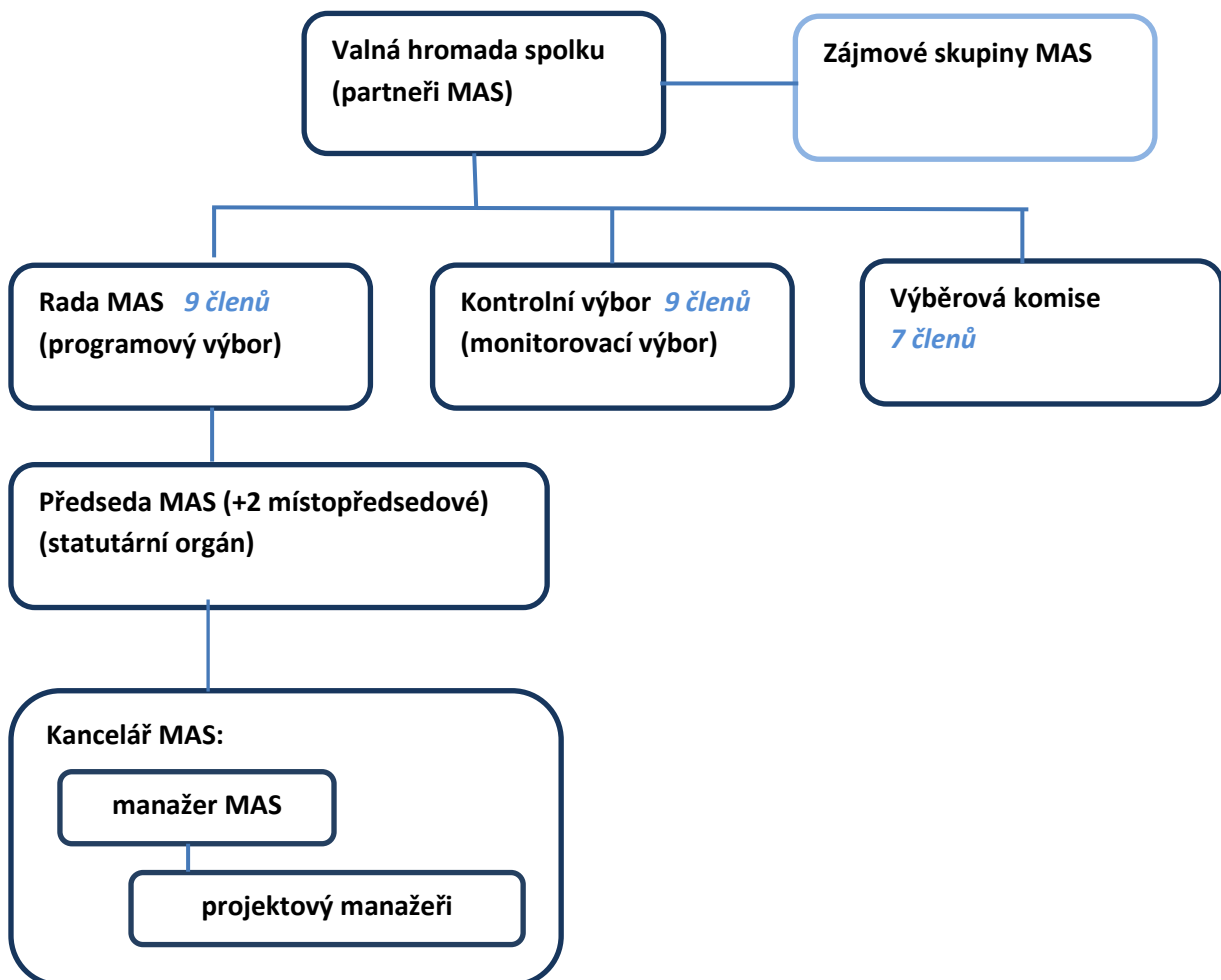 Valná hromada spolku
(partneři MAS)
Zájmové skupiny MAS
Rada MAS 9 členů
(programový výbor)
Kontrolní výbor 9 členů
(monitorovací výbor)
Výběrová komise
7 členů
Předseda MAS (+2 místopředsedové)
(statutární orgán)
Kancelář MAS:
manažer MAS
projektový manažeři